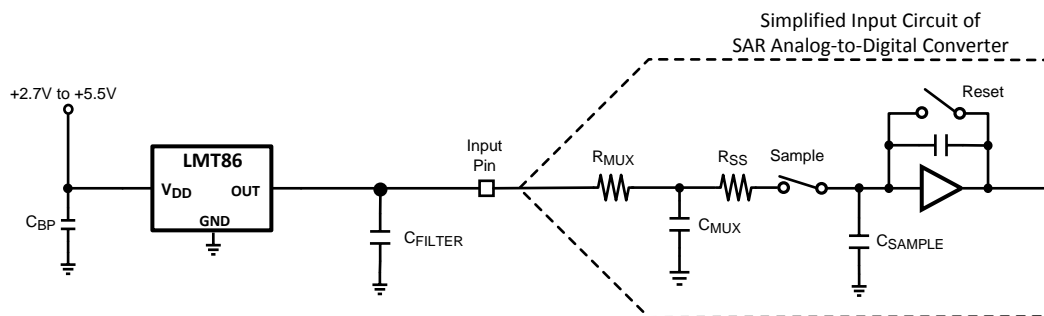 Simplified Input Circuit of
SAR Analog-to-Digital Converter
+2.7V to +5.5V
Reset
LMT86
Input
Pin
RMUX
RSS
Sample
VDD
OUT
GND
CBP
CFILTER
CMUX
CSAMPLE